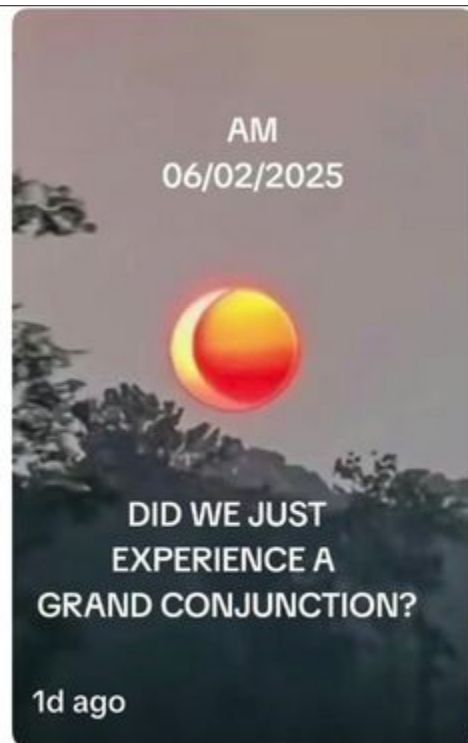 AM
06/02/2025
DID WE JUST
EXPERIENCE A
GRAND CONJUNCTION?
1d ago